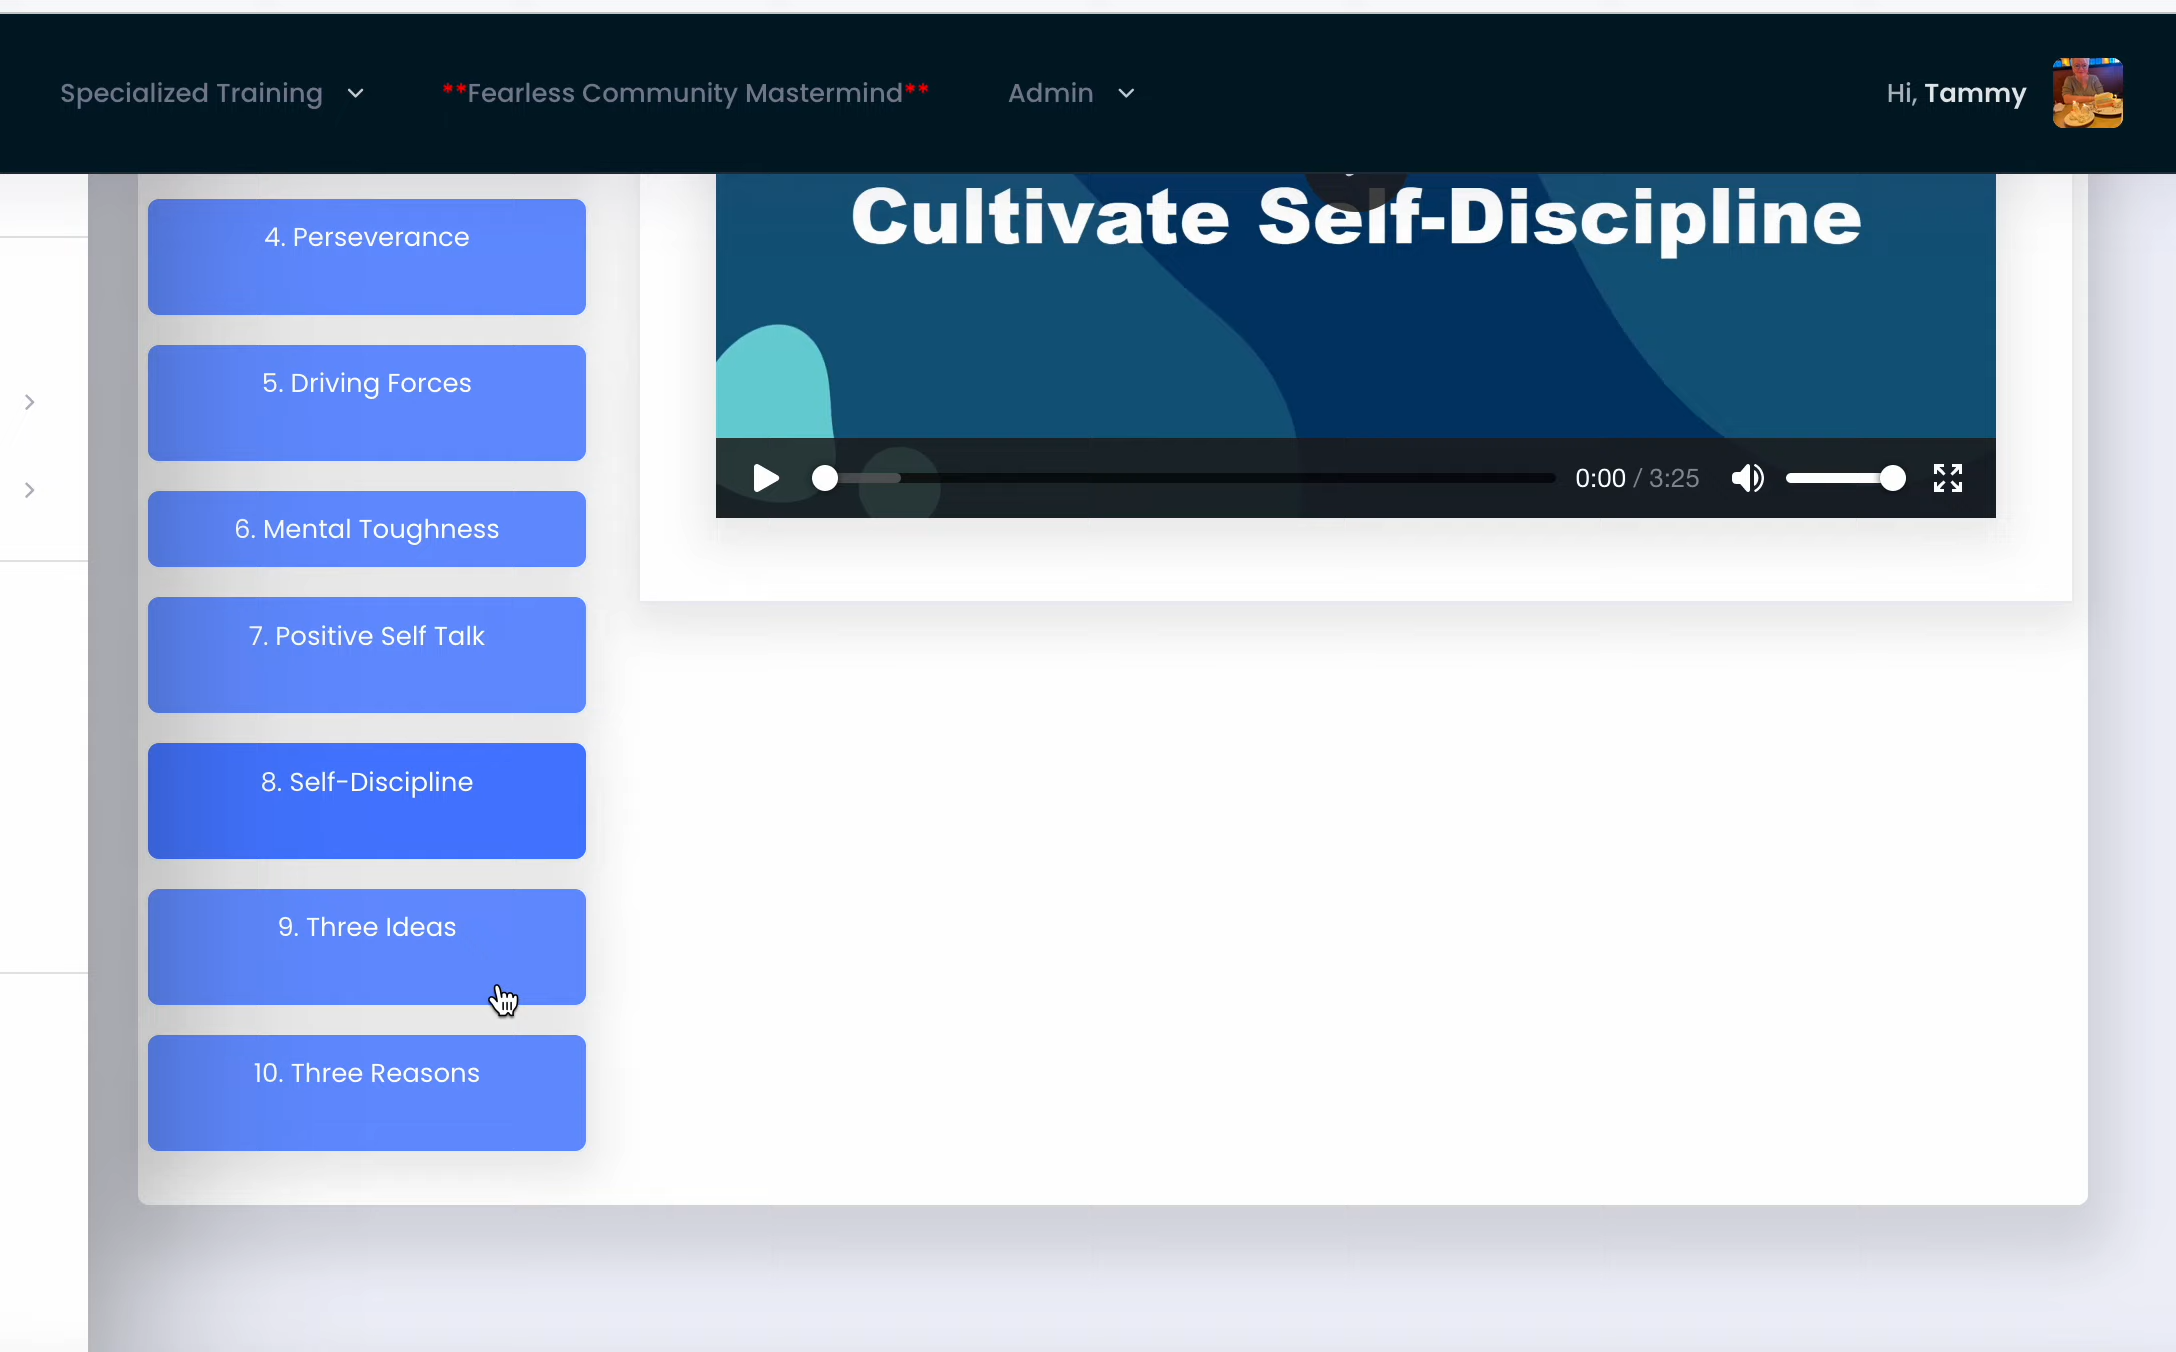 Specialized Training
**Fearless Community Mastermind**
Admin
Hi, Tammy
4. Perseverance
5. Driving Forces
6. Mental Toughness
7. Positive Self Talk
8. Self-Discipline
9. Three Ideas
10. Three Reasons
Cultivate Self-Discipline
0:00 / 3:25